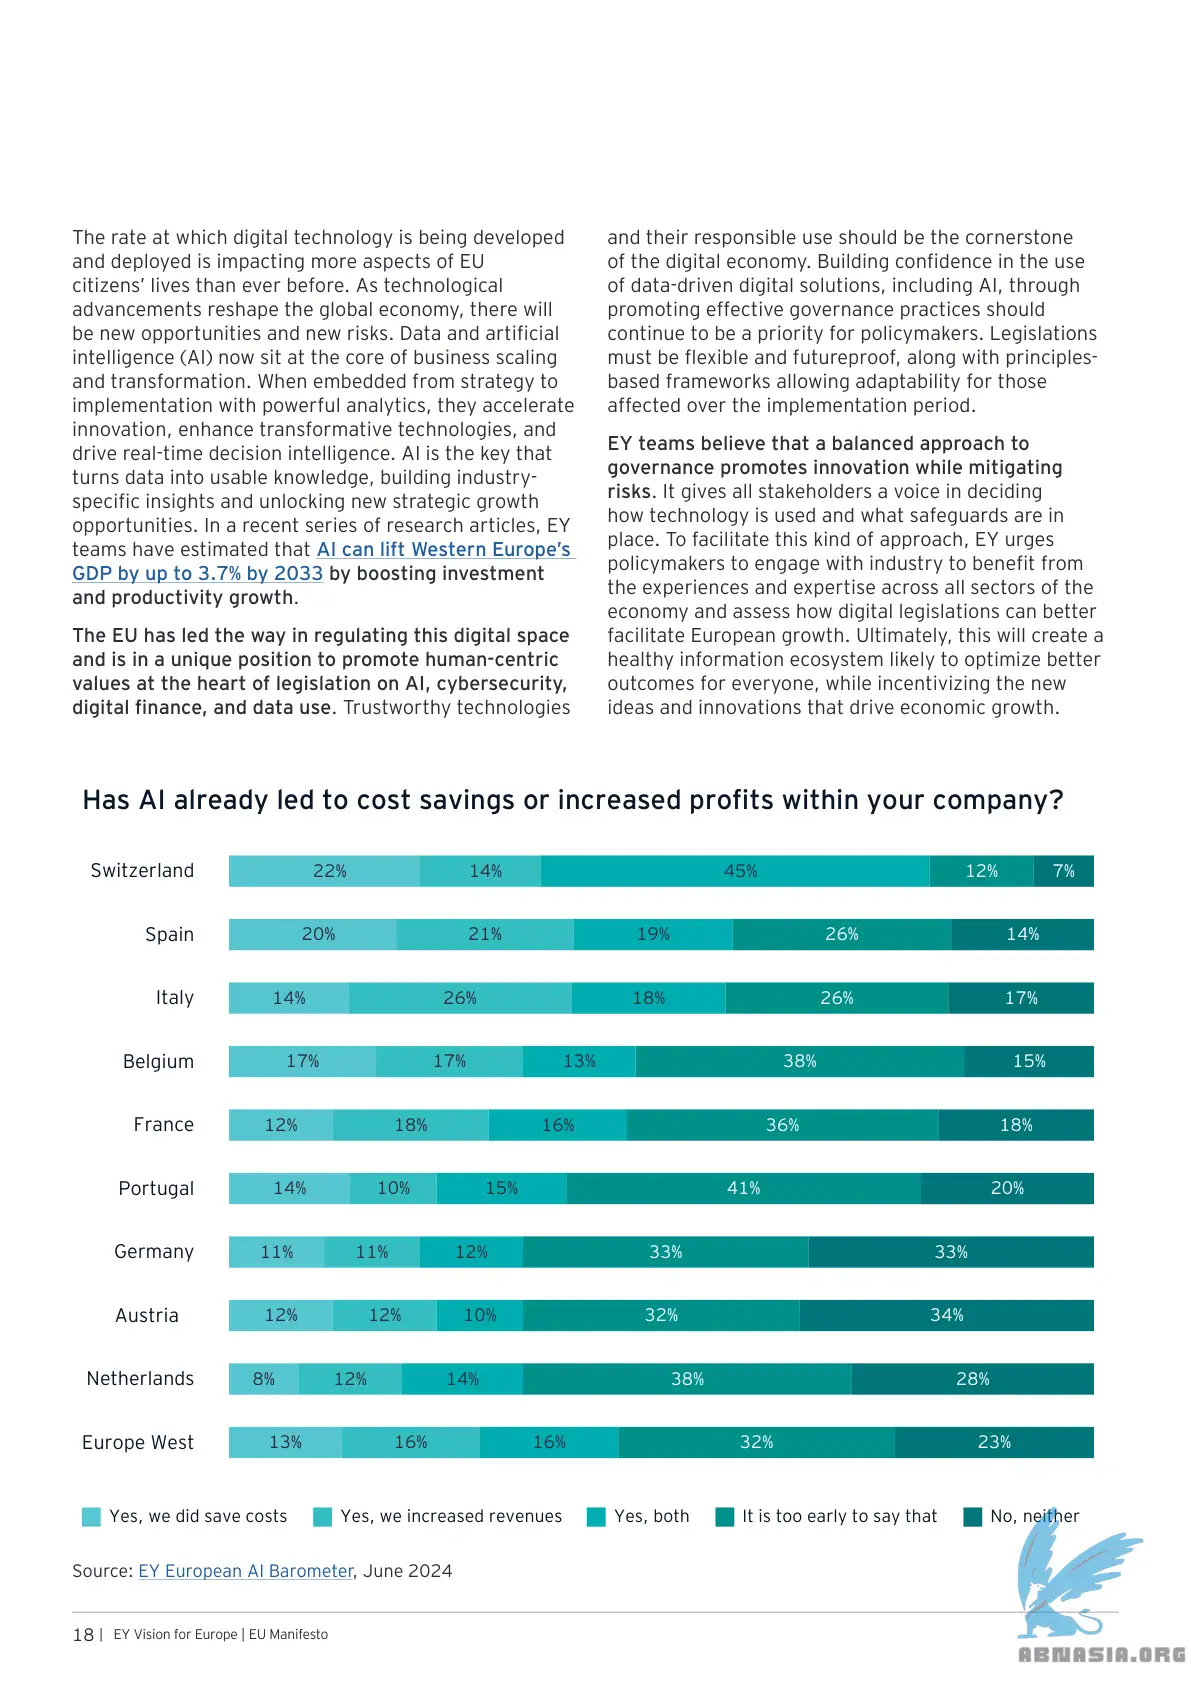 The rate at which digital technology is being developed
and deployed is impacting more aspects of EU
citizens’ lives than ever before. As technological
advancements reshape the global economy, there will
be new opportunities and new risks. Data and artificial
intelligence (AI) now sit at the core of business scaling
and transformation. When embedded from strategy to
implementation with powerful analytics, they accelerate
innovation, enhance transformative technologies, and
drive real-time decision intelligence. AI is the key that
turns data into usable knowledge, building industry-
specific insights and unlocking new strategic growth
opportunities. In a recent series of research articles, EY
teams have estimated that AI can lift Western Europe’s
GDP by up to 3.7% by 2033 by boosting investment
and productivity growth.
The EU has led the way in regulating this digital space
and is in a unique position to promote human-centric
values at the heart of legislation on AI, cybersecurity,
digital finance, and data use. Trustworthy technologies
and their responsible use should be the cornerstone
of the digital economy. Building confidence in the use
of data-driven digital solutions, including AI, through
promoting effective governance practices should
continue to be a priority for policymakers. Legislations
must be flexible and futureproof, along with principles-
based frameworks allowing adaptability for those
affected over the implementation period.
EY teams believe that a balanced approach to
governance promotes innovation while mitigating
risks. It gives all stakeholders a voice in deciding
how technology is used and what safeguards are in
place. To facilitate this kind of approach, EY urges
policymakers to engage with industry to benefit from
the experiences and expertise across all sectors of the
economy and assess how digital legislations can better
facilitate European growth. Ultimately, this will create a
healthy information ecosystem likely to optimize better
outcomes for everyone, while incentivizing the new
ideas and innovations that drive economic growth.
Has AI already led to cost savings or increased profits within your company?
Switzerland 22% 14% 45% 12% 7%
Spain 20% 21% 19% 26% 14%
Italy 14% 26% 18% 26% 17%
Belgium 17% 17% 13% 38% 15%
France 12% 18% 16% 36% 18%
Portugal 14% 10% 15% 41% 20%
Germany 11% 11% 12% 33% 33%
Austria 12% 12% 10% 32% 34%
Netherlands 8% 12% 14% 38% 28%
Europe West 13% 16% 16% 32% 23%
Yes, we did save costs Yes, we increased revenues Yes, both It is too early to say that No, neither
Source: EY European AI Barometer, June 2024
18 | EY Vision for Europe | EU Manifesto
ABNASIA.ORG